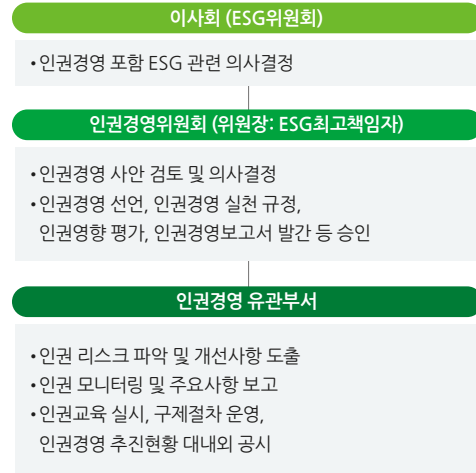 이사회 (ESG위원회)
•인권경영 포함 ESG 관련 의사결정
인권경영위원회 (위원장: ESG최고책임자)
•인권경영 사안 검토 및 의사결정
•인권경영 선언, 인권경영 실천 규정,
인권영향 평가, 인권경영보고서 발간 등 승인
인권경영 유관부서
•인권 리스크 파악 및 개선사항 도출
•인권 모니터링 및 주요사항 보고
•인권교육 실시, 구제절차 운영,
인권경영 추진현황 대내외 공시